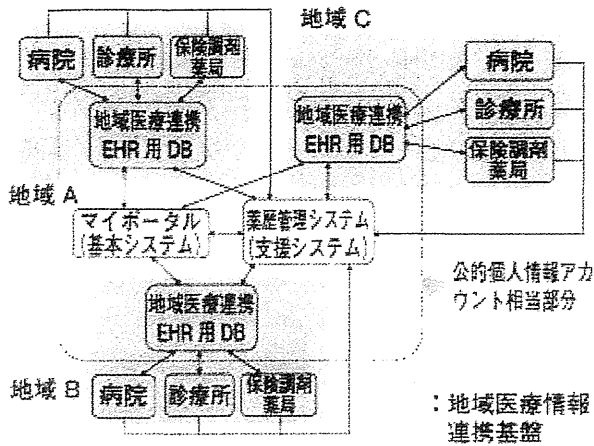 地域 C
病院
診療所
保険調剤
薬局
地域医療連携
EHR 用 DB
地域医療連携
EHR 用 DB
病院
診療所
保険調剤
薬局
地域 A
マイポータル
(基本システム)
薬歴管理システム
(支援システム)
公的個人情報アカ
ウント相当部分
地域医療連携
EHR 用 DB
地域 B
病院
診療所
保険調剤
薬局
：地域医療情報
連携基盤